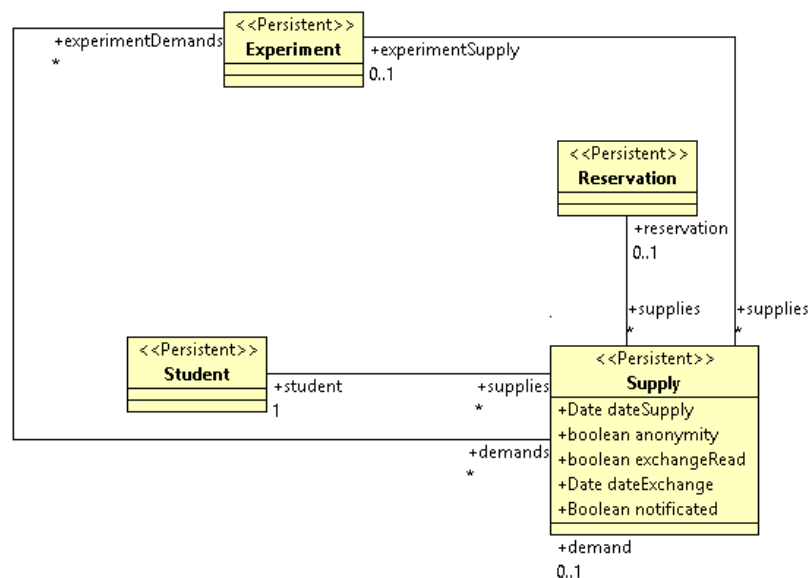 <<Persistent>>
Experiment
+experimentDemands
*
+experimentSupply
0..1
<<Persistent>>
Reservation
+reservation
0..1
+supplies
*
+supplies
*
<<Persistent>>
Student
+student
1
+supplies
*
<<Persistent>>
Supply
+Date dateSupply
+boolean anonymity
+boolean exchangeRead
+Date dateExchange
+Boolean notificated
+demands
*
+demand
0..1